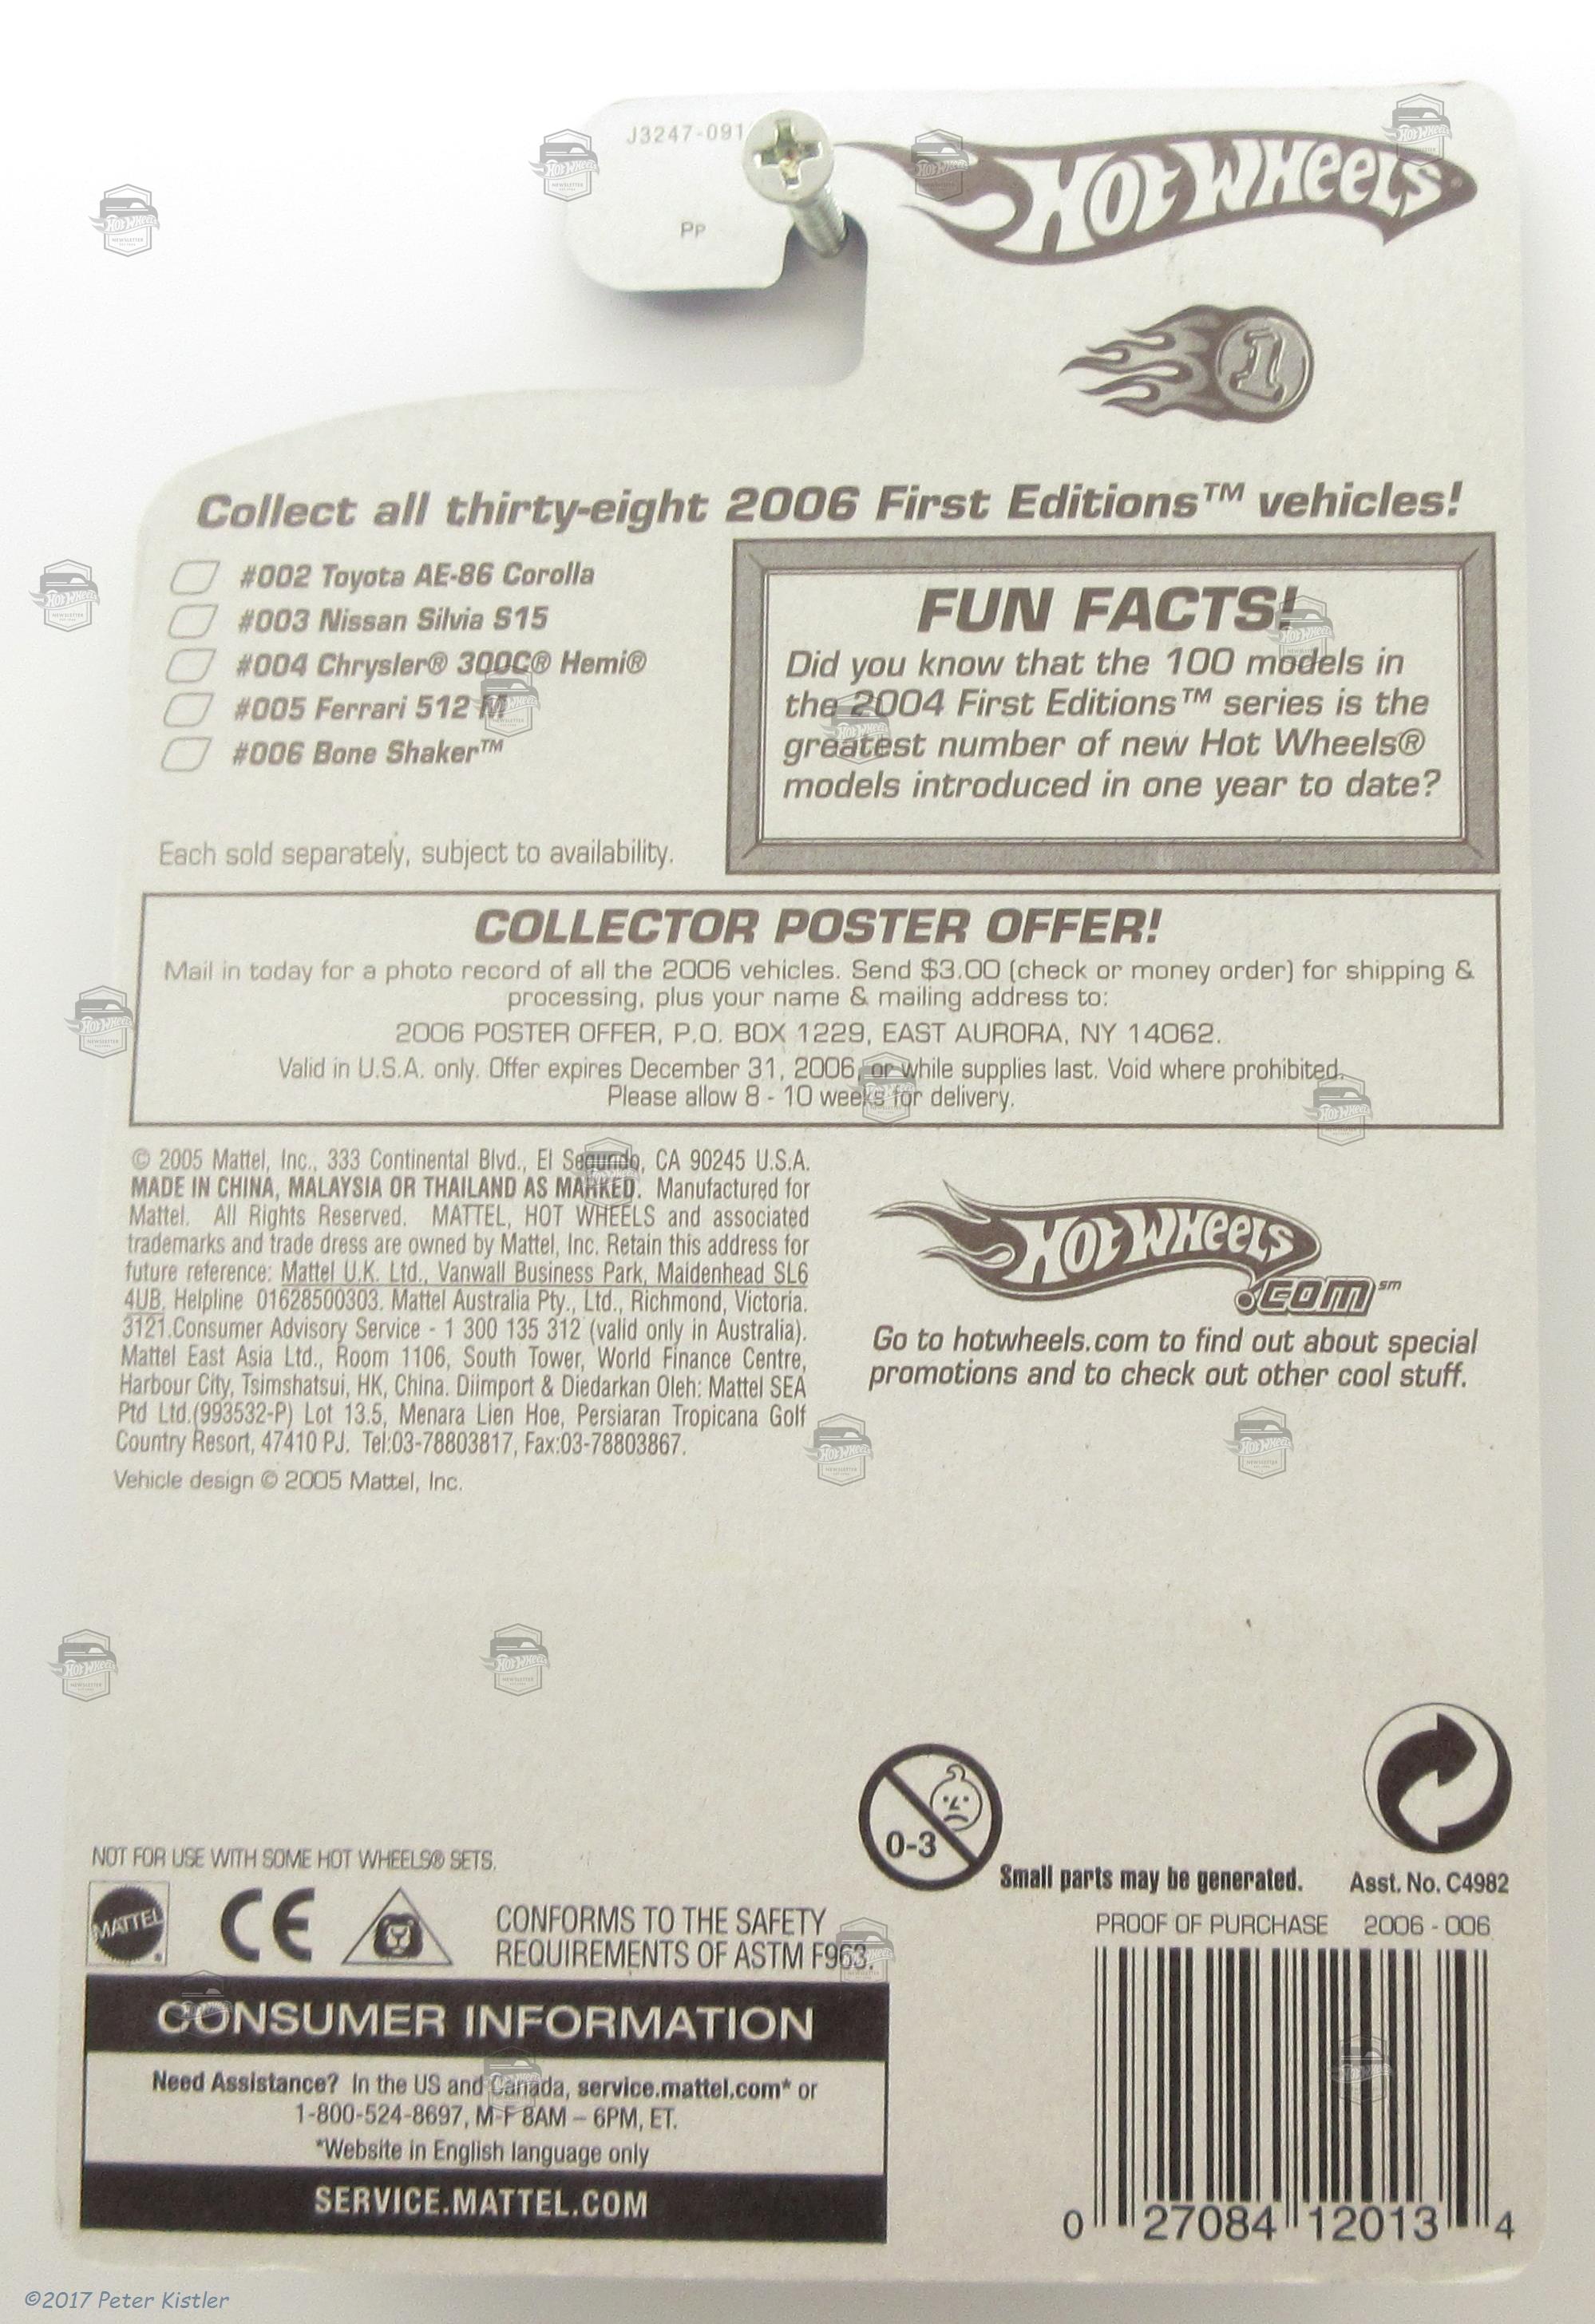 J3247-091
PP
HOT WHEELS
1
Collect all thirty-eight 2006 First Editions™ vehicles!
#002 Toyota AE-86 Corolla
#003 Nissan Silvia S15
#004 Chrysler® 300C® Hemi®
#005 Ferrari 512 M
#006 Bone Shaker™
Each sold separately, subject to availability.
FUN FACTS!
Did you know that the 100 models in
the 2004 First Editions™ series is the
greatest number of new Hot Wheels®
models introduced in one year to date?
COLLECTOR POSTER OFFER!
Mail in today for a photo record of all the 2006 vehicles. Send $3.00 (check or money order) for shipping &
processing, plus your name & mailing address to:
2006 POSTER OFFER, P.O. BOX 1229, EAST AURORA, NY 14062.
Valid in U.S.A. only. Offer expires December 31, 2006, or while supplies last. Void where prohibited.
Please allow 8 - 10 weeks for delivery.
© 2005 Mattel, Inc., 333 Continental Blvd., El Segundo, CA 90245 U.S.A.
MADE IN CHINA, MALAYSIA OR THAILAND AS MARKED. Manufactured for
Mattel. All Rights Reserved. MATTEL, HOT WHEELS and associated
trademarks and trade dress are owned by Mattel, Inc. Retain this address for
future reference: Mattel U.K. Ltd., Vanwall Business Park, Maidenhead SL6
4UB. Helpline 01628500303. Mattel Australia Pty., Ltd., Richmond, Victoria.
3121.Consumer Advisory Service - 1 300 135 312 (valid only in Australia).
Mattel East Asia Ltd., Room 1106, South Tower, World Finance Centre,
Harbour City, Tsimshatsui, HK, China. Diimport & Diedarkan Oleh: Mattel SEA
Ptd Ltd.(993532-P) Lot 13.5, Menara Lien Hoe, Persiaran Tropicana Golf
Country Resort, 47410 PJ. Tel:03-78803817, Fax:03-78803867.
Vehicle design © 2005 Mattel, Inc.
HOT WHEELS
.COM℠
Go to hotwheels.com to find out about special
promotions and to check out other cool stuff.
0-3
Small parts may be generated.
Asst. No. C4982
NOT FOR USE WITH SOME HOT WHEELS® SETS.
MATTEL
CE
CONFORMS TO THE SAFETY
REQUIREMENTS OF ASTM F963.
PROOF OF PURCHASE 2006 - 006
CONSUMER INFORMATION
Need Assistance? In the US and Canada, service.mattel.com* or
1-800-524-8697, M-F 8AM – 6PM, ET.
*Website in English language only
SERVICE.MATTEL.COM
0 27084 12013 4
©2017 Peter Kistler